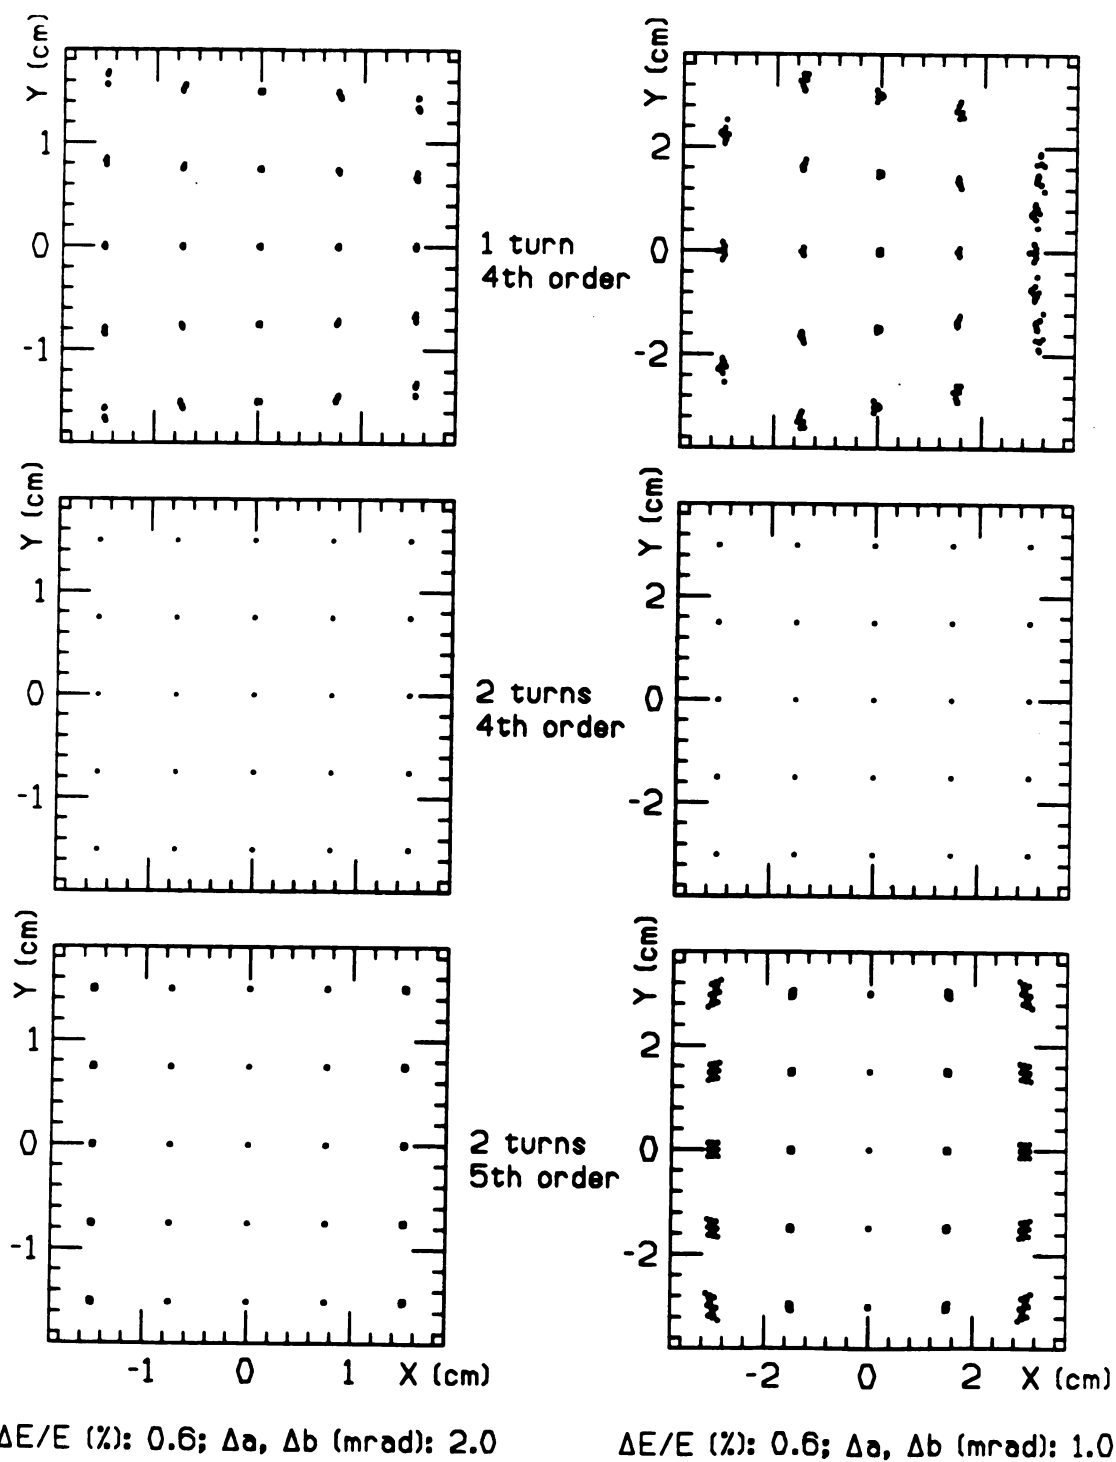 Y (cm)
1
0
-1
1 turn
4th order
Y (cm)
2
0
-2
Y (cm)
1
0
-1
2 turns
4th order
Y (cm)
2
0
-2
Y (cm)
1
0
-1
2 turns
5th order
Y (cm)
2
0
-2
-1 0 1 X (cm)
-2 0 2 X (cm)
ΔE/E (%): 0.6; Δa, Δb (mrad): 2.0
ΔE/E (%): 0.6; Δa, Δb (mrad): 1.0